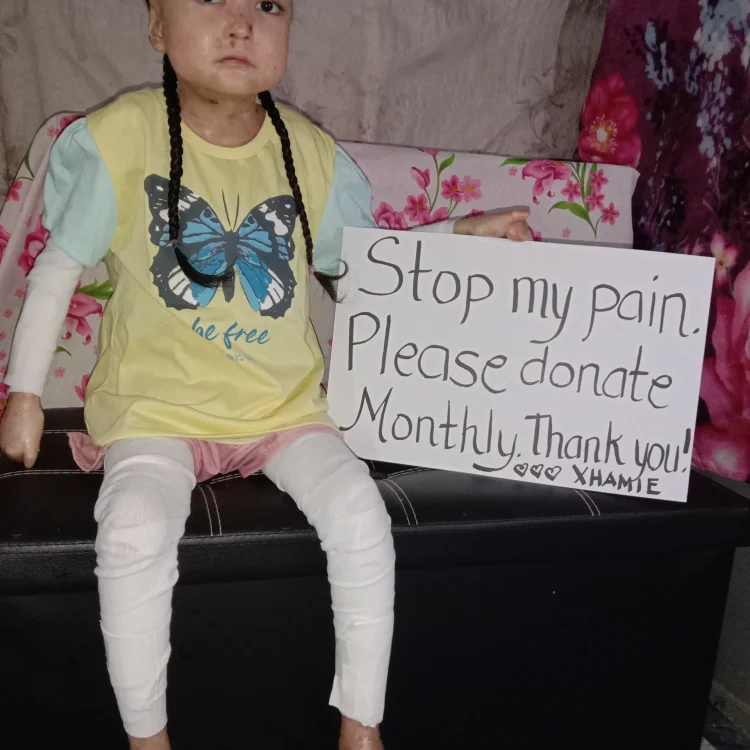 be free
Stop my pain.
Please donate
Monthly. Thank you!
♡♡♡ XHAMIE